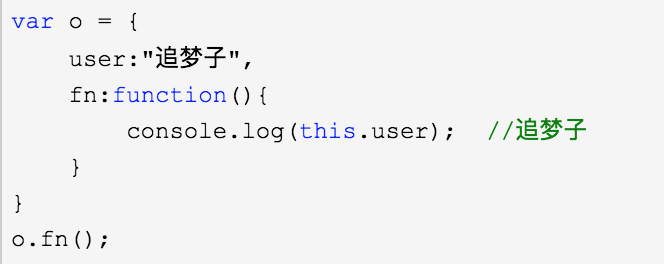 var o = {
    user:"追梦子",
    fn:function(){
        console.log(this.user);  //追梦子
    }
}
o.fn();